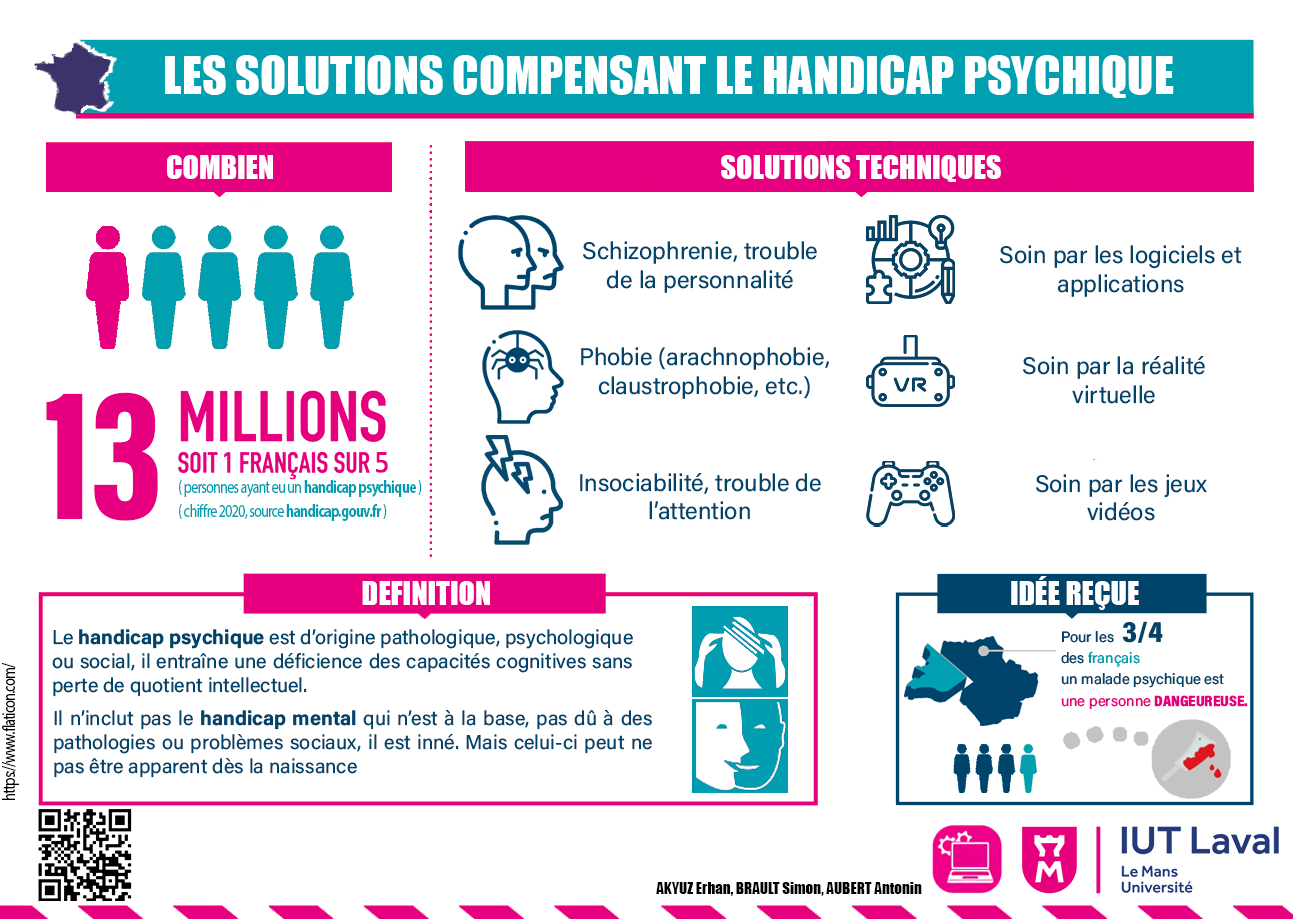 LES SOLUTIONS COMPENSANT LE HANDICAP PSYCHIQUE
COMBIEN
13
MILLIONS
SOIT 1 FRANÇAIS SUR 5
( personnes ayant eu un handicap psychique )
( chiffre 2020, source handicap.gouv.fr )
SOLUTIONS TECHNIQUES
Schizophrenie, trouble
de la personnalité
Soin par les logiciels et
applications
Phobie (arachnophobie,
claustrophobie, etc.)
VR
Soin par la réalité
virtuelle
Insociabilité, trouble de
l'attention
Soin par les jeux
vidéos
DEFINITION
Le handicap psychique est d'origine pathologique, psychologique
ou social, il entraîne une déficience des capacités cognitives sans
perte de quotient intellectuel.
Il n'inclut pas le handicap mental qui n'est à la base, pas dû à des
pathologies ou problèmes sociaux, il est inné. Mais celui-ci peut ne
pas être apparent dès la naissance
IDÉE REÇUE
Pour les 3/4
des français
un malade psychique est
une personne DANGEUREUSE.
https://www.flaticon.com/
AKYUZ Erhan, BRAULT Simon, AUBERT Antonin
M
IUT Laval
Le Mans
Université